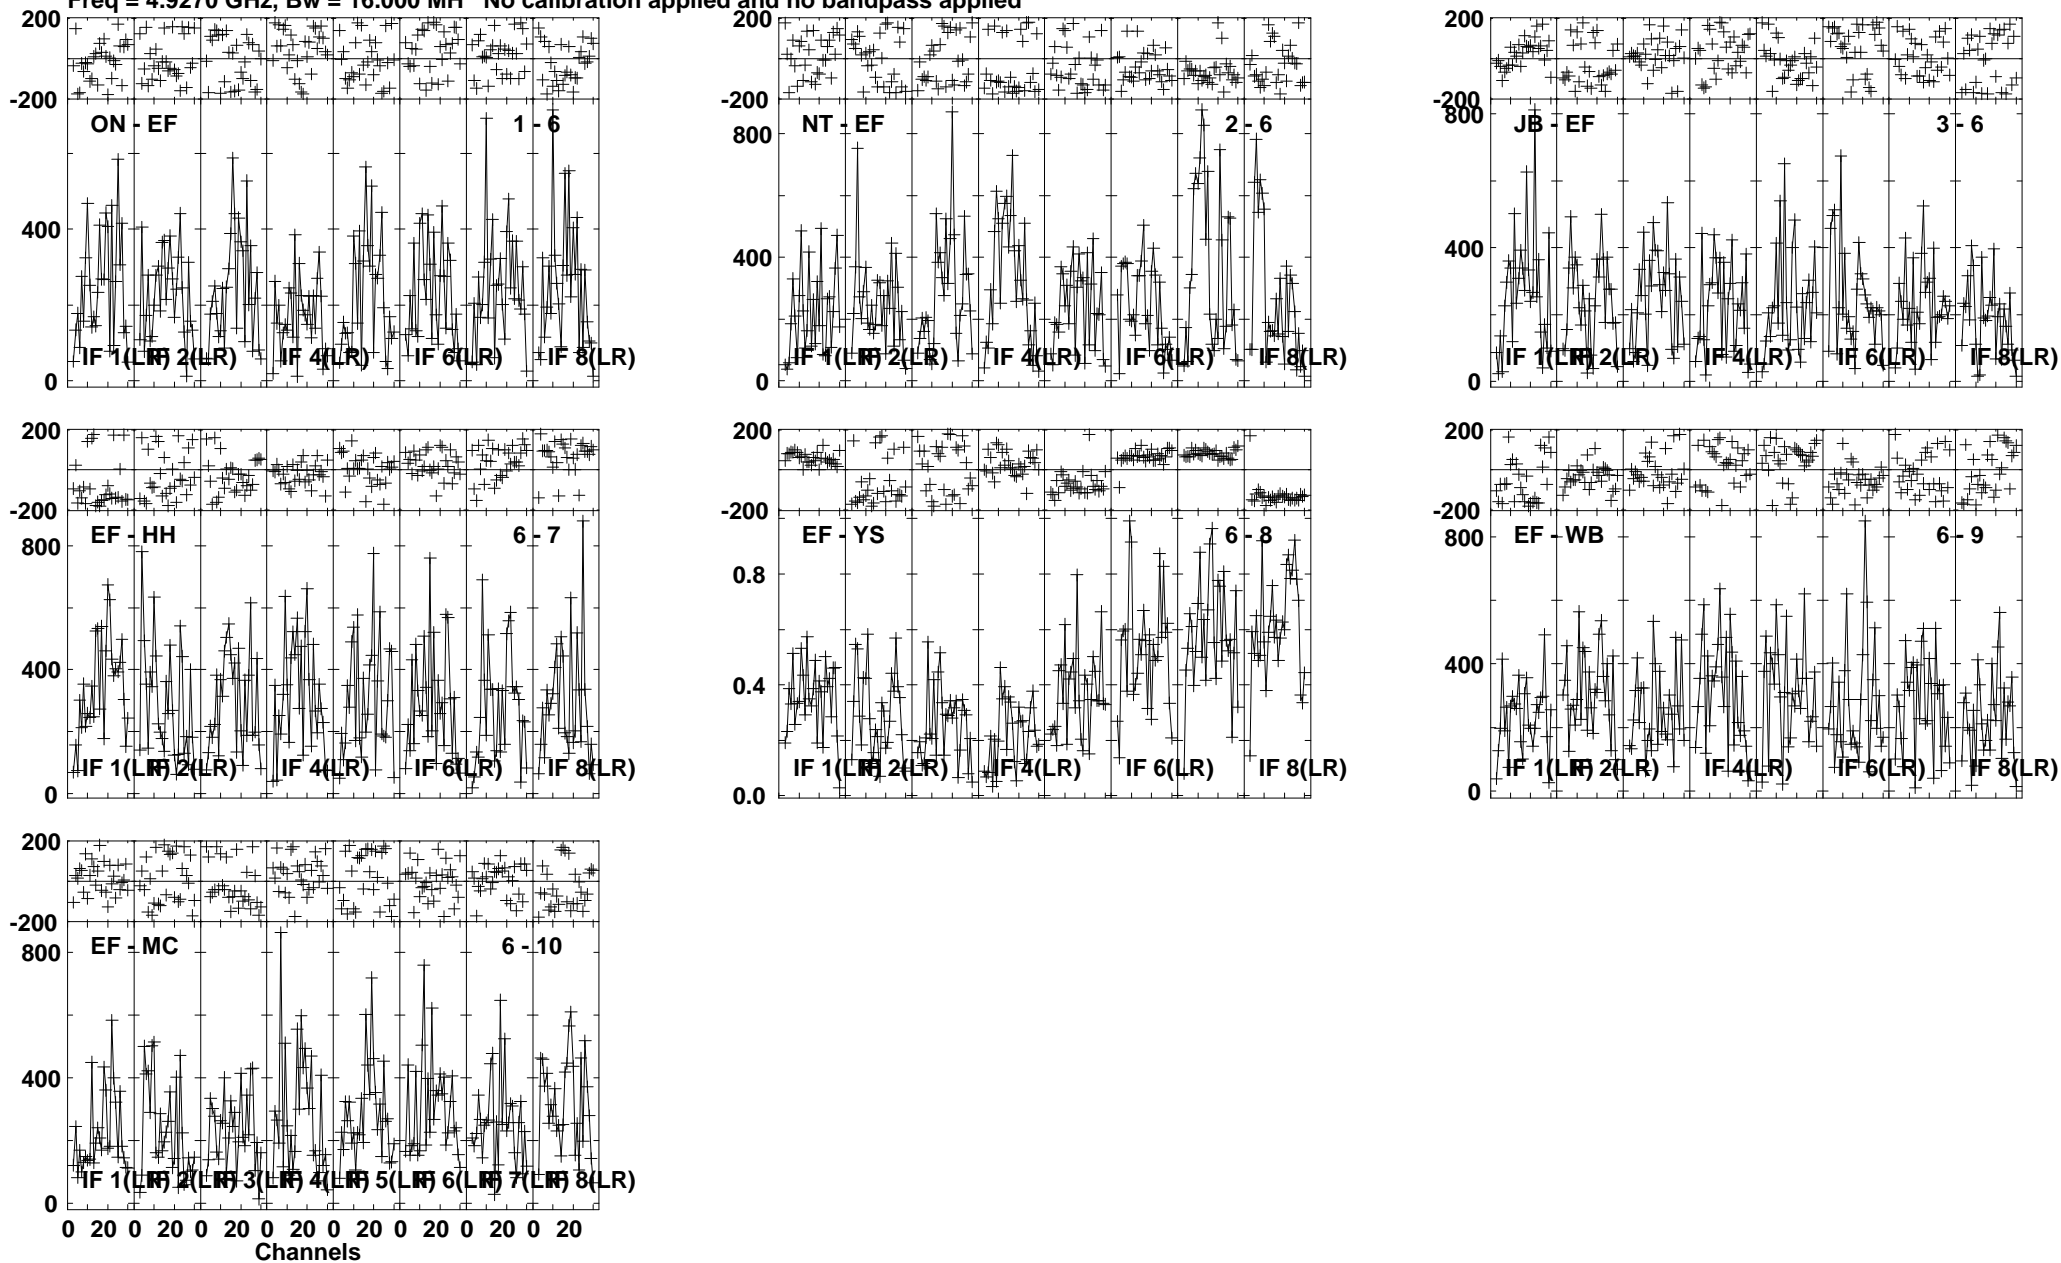 Freq = 4.9270 GHz, Bw = 16.000 MH No calibration applied and no bandpass applied
200
-200
ON - EF 1 - 6
400
0
IF 1(LR) IF 2(LR) IF 4(LR) IF 6(LR) IF 8(LR)
-200
NT - EF 2 - 6
800
400
0
IF 1(LR) IF 2(LR) IF 4(LR) IF 6(LR) IF 8(LR)
200
-200
800
JB - EF 3 - 6
400
0
IF 1(LR) IF 2(LR) IF 4(LR) IF 6(LR) IF 8(LR)
200
-200
EF - HH 6 - 7
800
400
0
IF 1(LR) IF 2(LR) IF 4(LR) IF 6(LR) IF 8(LR)
200
-200
EF - YS 6 - 8
0.8
0.4
0.0
IF 1(LR) IF 2(LR) IF 4(LR) IF 6(LR) IF 8(LR)
200
-200
EF - WB 6 - 9
800
400
0
IF 1(LR) IF 2(LR) IF 4(LR) IF 6(LR) IF 8(LR)
200
-200
EF - MC 6 - 10
800
400
0
IF 1(LR) IF 2(LR) IF 3(LR) IF 4(LR) IF 5(LR) IF 6(LR) IF 7(LR) IF 8(LR)
0 20 0 20 0 20 0 20 0 20 0 20 0 20 0 20
Channels